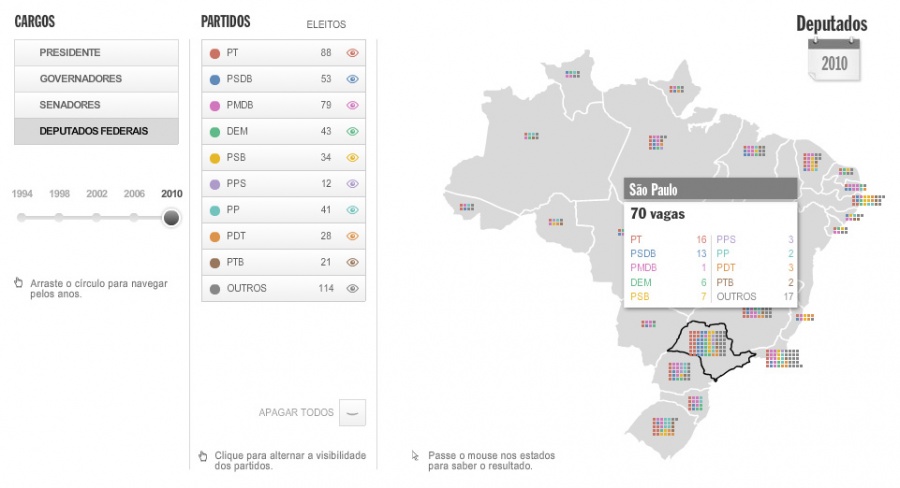 CARGOS
PRESIDENTE
GOVERNADORES
SENADORES
DEPUTADOS FEDERAIS
1994 1998 2002 2006 2010
Arraste o círculo para navegar
pelos anos.
PARTIDOS ELEITOS
PT 88
PSDB 53
PMDB 79
DEM 43
PSB 34
PPS 12
PP 41
PDT 28
PTB 21
OUTROS 114
APAGAR TODOS
Clique para alternar a visibilidade
dos partidos.
Deputados
2010
São Paulo
70 vagas
PT 16 PPS 3
PSDB 13 PP 2
PMDB 1 PDT 3
DEM 6 PTB 2
PSB 7 OUTROS 17
Passe o mouse nos estados
para saber o resultado.